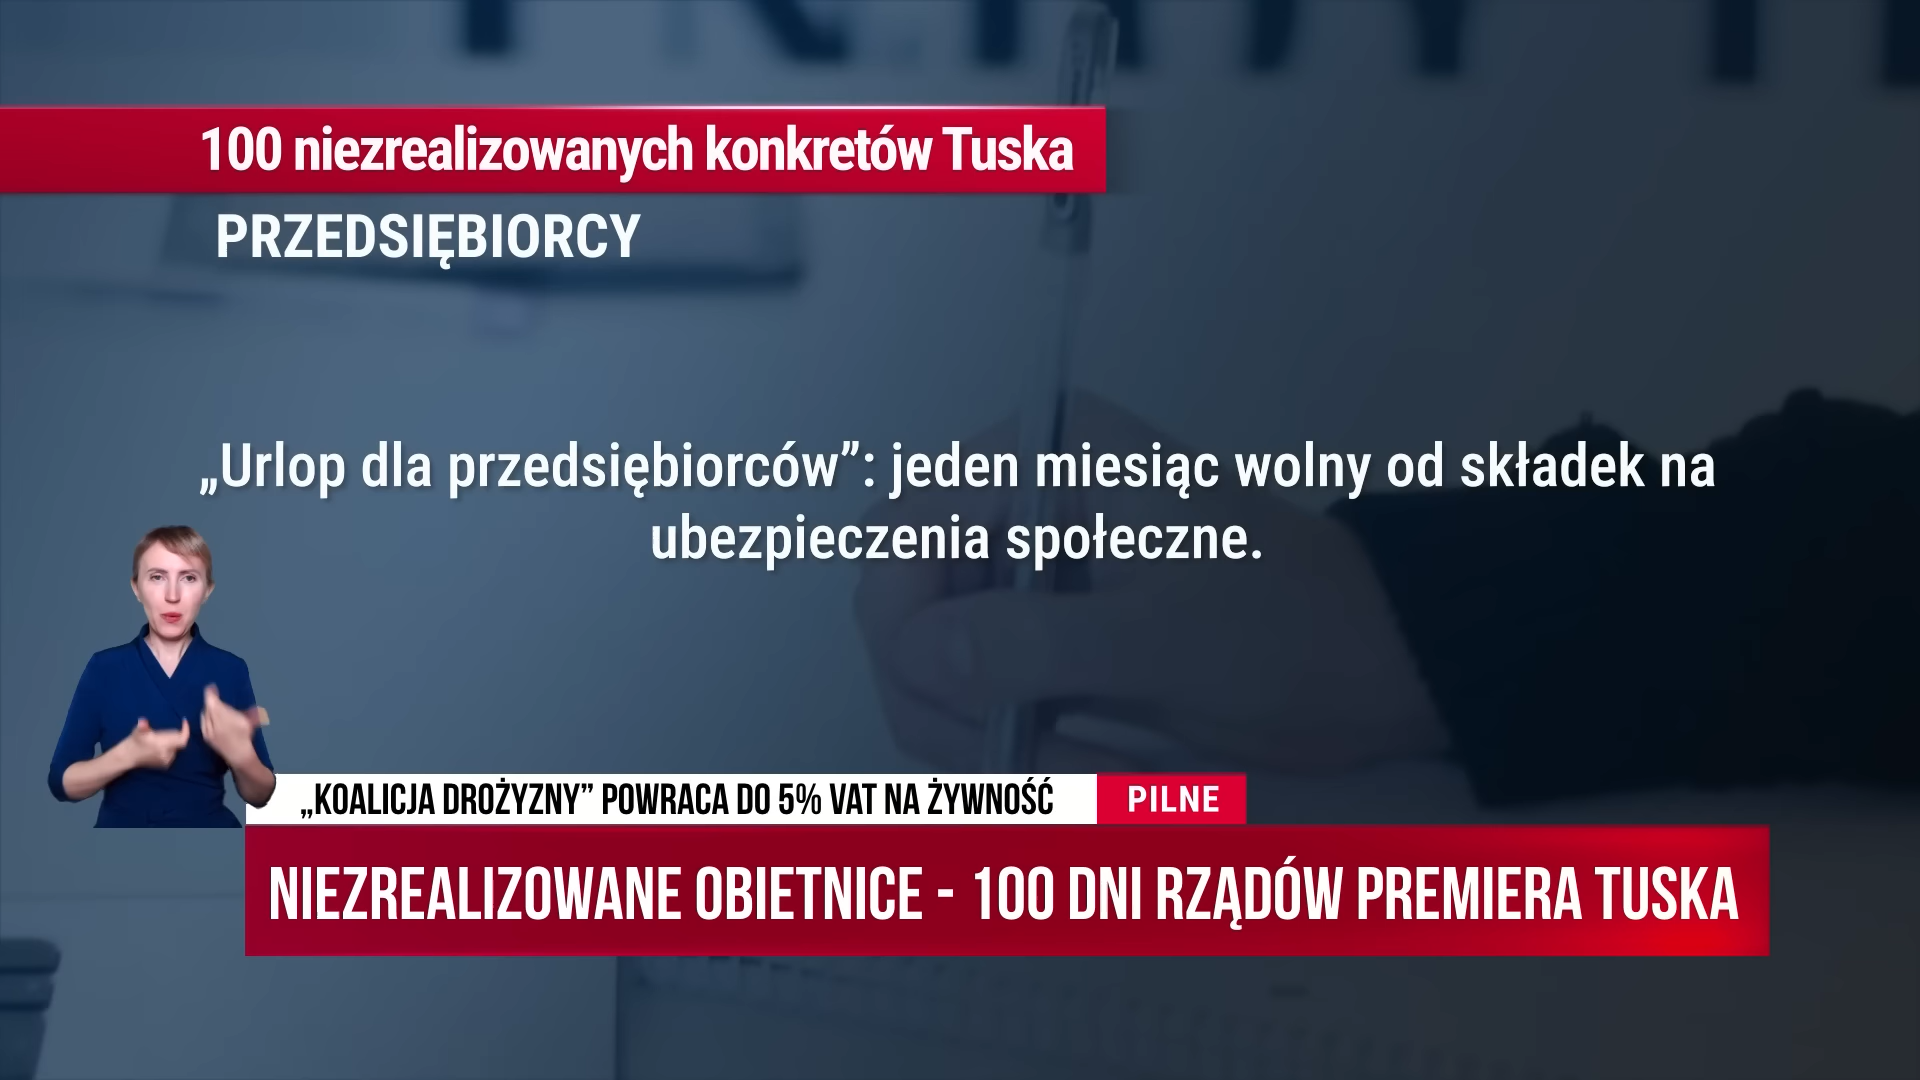 100 niezrealizowanych konkretów Tuska
PRZEDSIĘBIORCY
„Urlop dla przedsiębiorców”: jeden miesiąc wolny od składek na
ubezpieczenia społeczne.
„KOALICJA DROŻYZNY” POWRACA DO 5% VAT NA ŻYWNOŚĆ
PILNE
NIEZREALIZOWANE OBIETNICE - 100 DNI RZĄDÓW PREMIERA TUSKA